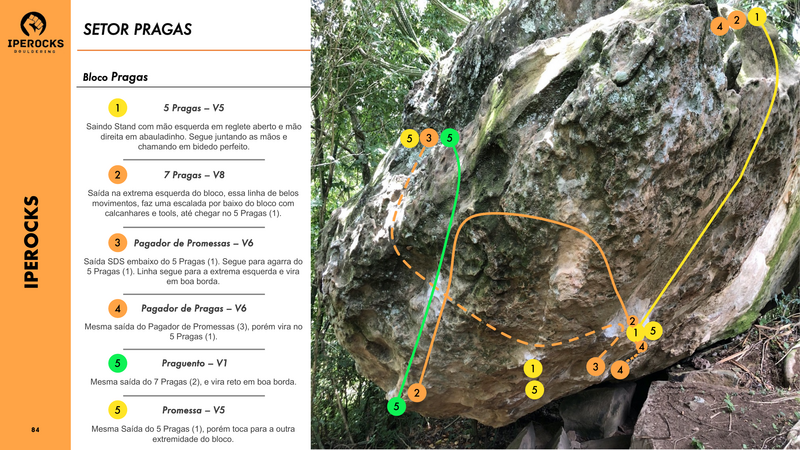 IPEROCKS
BOULDERING
IPEROCKS
84
SETOR PRAGAS
Bloco Pragas
1 5 Pragas – V5
Saindo Stand com mão esquerda em reglete aberto e mão
direita em abauladinho. Segue juntando as mãos e
chamando em bidedo perfeito.
2 7 Pragas – V8
Saída na extrema esquerda do bloco, essa linha de belos
movimentos, faz uma escalada por baixo do bloco com
calcanhares e tools, até chegar no 5 Pragas (1).
3 Pagador de Promessas – V6
Saída SDS embaixo do 5 Pragas (1). Segue para agarra do
5 Pragas (1). Linha segue para a extrema esquerda e vira
em boa borda.
4 Pagador de Pragas – V6
Mesma saída do Pagador de Promessas (3), porém vira no
5 Pragas (1).
5 Praguento – V1
Mesma saída do 7 Pragas (2), e vira reto em boa borda.
5 Promessa – V5
Mesma Saída do 5 Pragas (1), porém toca para a outra
extremidade do bloco.
4 2 1
5 3 5
2
1 5
4
1
3 4
5
2
5